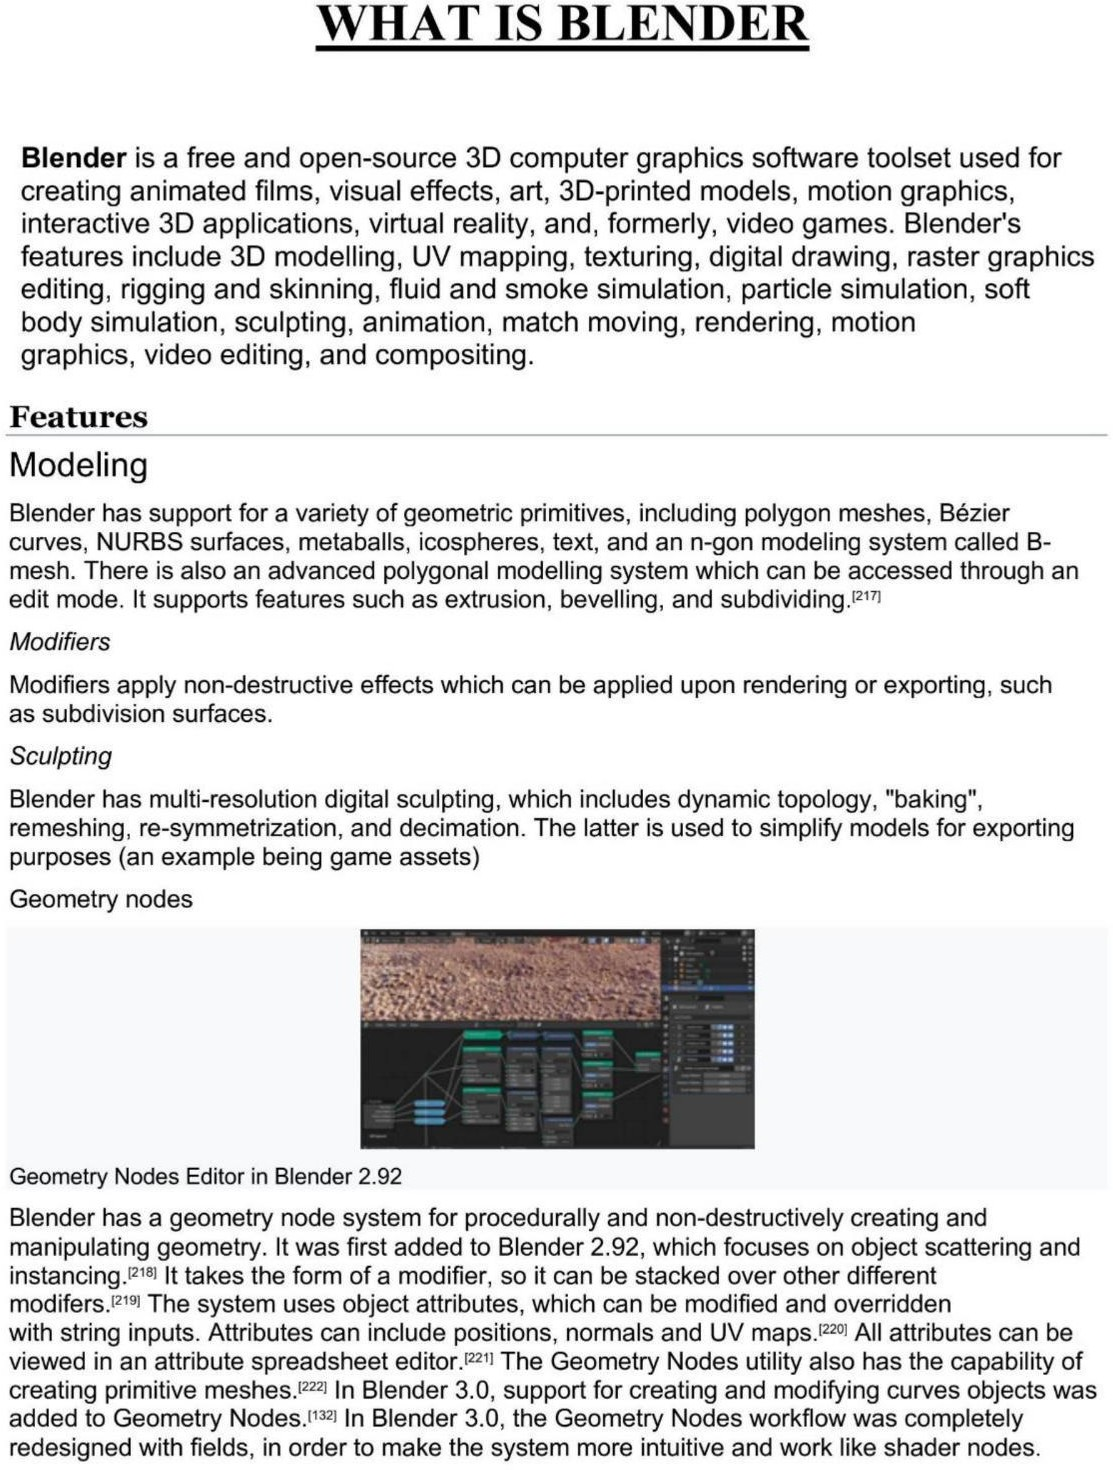 WHAT IS BLENDER
Blender is a free and open-source 3D computer graphics software toolset used for
creating animated films, visual effects, art, 3D-printed models, motion graphics,
interactive 3D applications, virtual reality, and, formerly, video games. Blender's
features include 3D modelling, UV mapping, texturing, digital drawing, raster graphics
editing, rigging and skinning, fluid and smoke simulation, particle simulation, soft
body simulation, sculpting, animation, match moving, rendering, motion
graphics, video editing, and compositing.
Features
Modeling
Blender has support for a variety of geometric primitives, including polygon meshes, Bézier
curves, NURBS surfaces, metaballs, icospheres, text, and an n-gon modeling system called B-
mesh. There is also an advanced polygonal modelling system which can be accessed through an
edit mode. It supports features such as extrusion, bevelling, and subdividing.[217]
Modifiers
Modifiers apply non-destructive effects which can be applied upon rendering or exporting, such
as subdivision surfaces.
Sculpting
Blender has multi-resolution digital sculpting, which includes dynamic topology, "baking",
remeshing, re-symmetrization, and decimation. The latter is used to simplify models for exporting
purposes (an example being game assets)
Geometry nodes
Geometry Nodes Editor in Blender 2.92
Blender has a geometry node system for procedurally and non-destructively creating and
manipulating geometry. It was first added to Blender 2.92, which focuses on object scattering and
instancing.[218] It takes the form of a modifier, so it can be stacked over other different
modifers.[219] The system uses object attributes, which can be modified and overridden
with string inputs. Attributes can include positions, normals and UV maps.[220] All attributes can be
viewed in an attribute spreadsheet editor.[221] The Geometry Nodes utility also has the capability of
creating primitive meshes.[222] In Blender 3.0, support for creating and modifying curves objects was
added to Geometry Nodes.[132] In Blender 3.0, the Geometry Nodes workflow was completely
redesigned with fields, in order to make the system more intuitive and work like shader nodes.